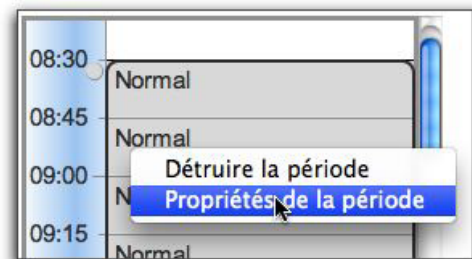 08:30
Normal
08:45
Normal
Détruire la période
09:00
Propriétés de la période
09:15
Normal